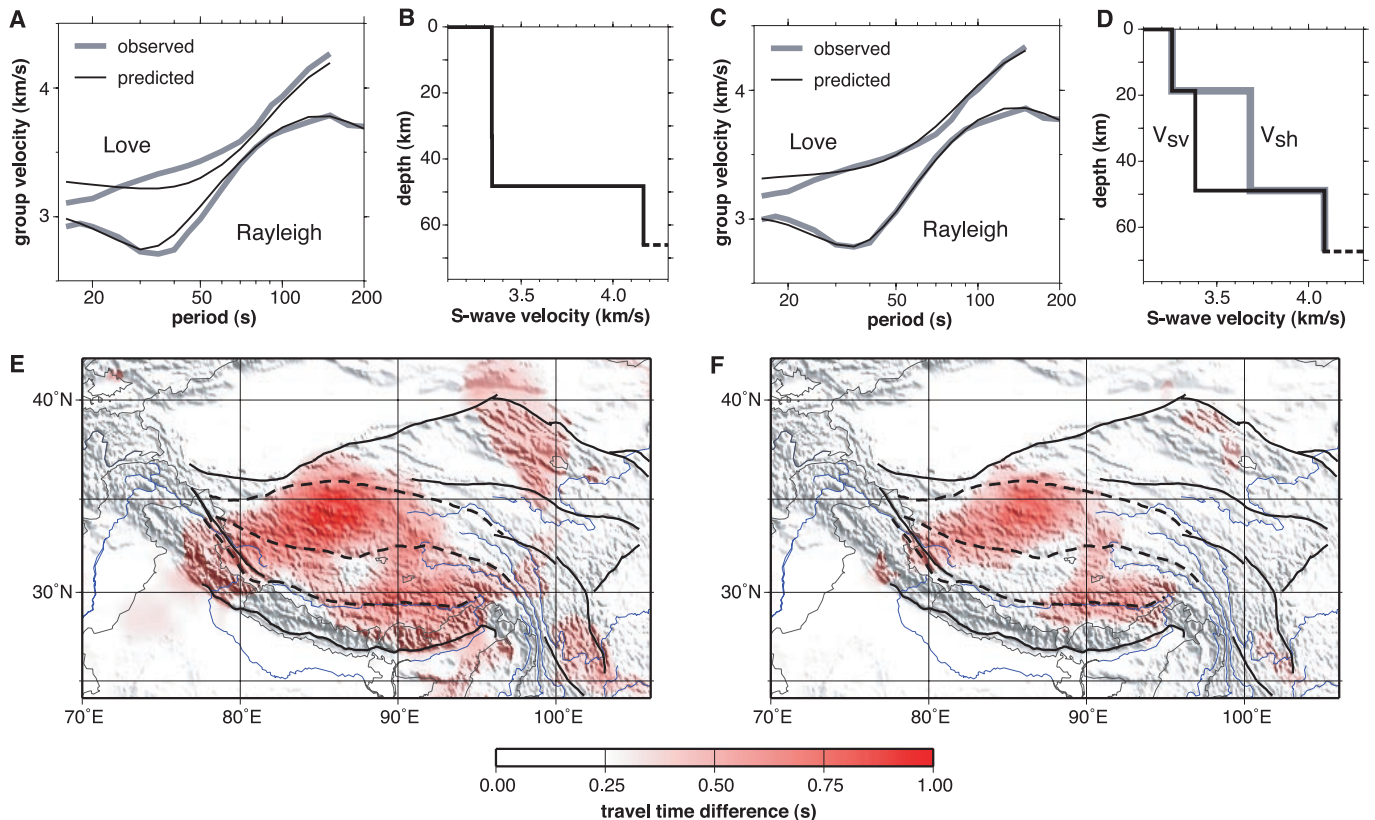 A
observed
predicted
Love
Rayleigh
group velocity (km/s)
4
3
20
50
100
200
period (s)
B
0
20
40
60
depth (km)
3.5
4.0
S-wave velocity (km/s)
C
observed
predicted
Love
Rayleigh
group velocity (km/s)
4
3
20
50
100
200
period (s)
D
0
20
40
60
depth (km)
Vsv
Vsh
3.5
4.0
S-wave velocity (km/s)
E
40°N
30°N
70°E
80°E
90°E
100°E
F
40°N
30°N
70°E
80°E
90°E
100°E
0.00
0.25
0.50
0.75
1.00
travel time difference (s)